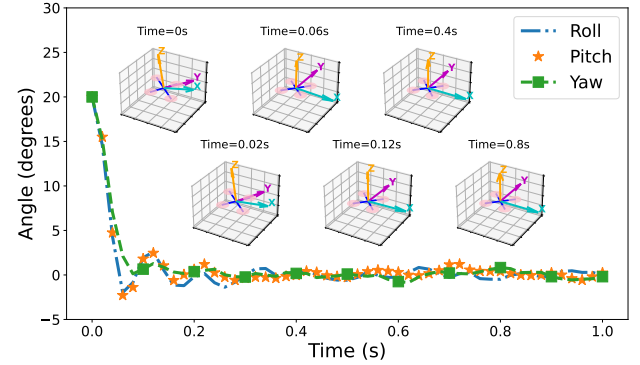 30
25
20
15
10
5
0
−5
Angle (degrees)
0.0
0.2
0.4
0.6
0.8
1.0
Time (s)
Roll
Pitch
Yaw
Time=0s
Z
Y
X
Time=0.06s
Z
Y
X
Time=0.4s
Z
Y
X
Time=0.02s
Z
Y
X
Time=0.12s
Z
Y
X
Time=0.8s
Z
Y
X